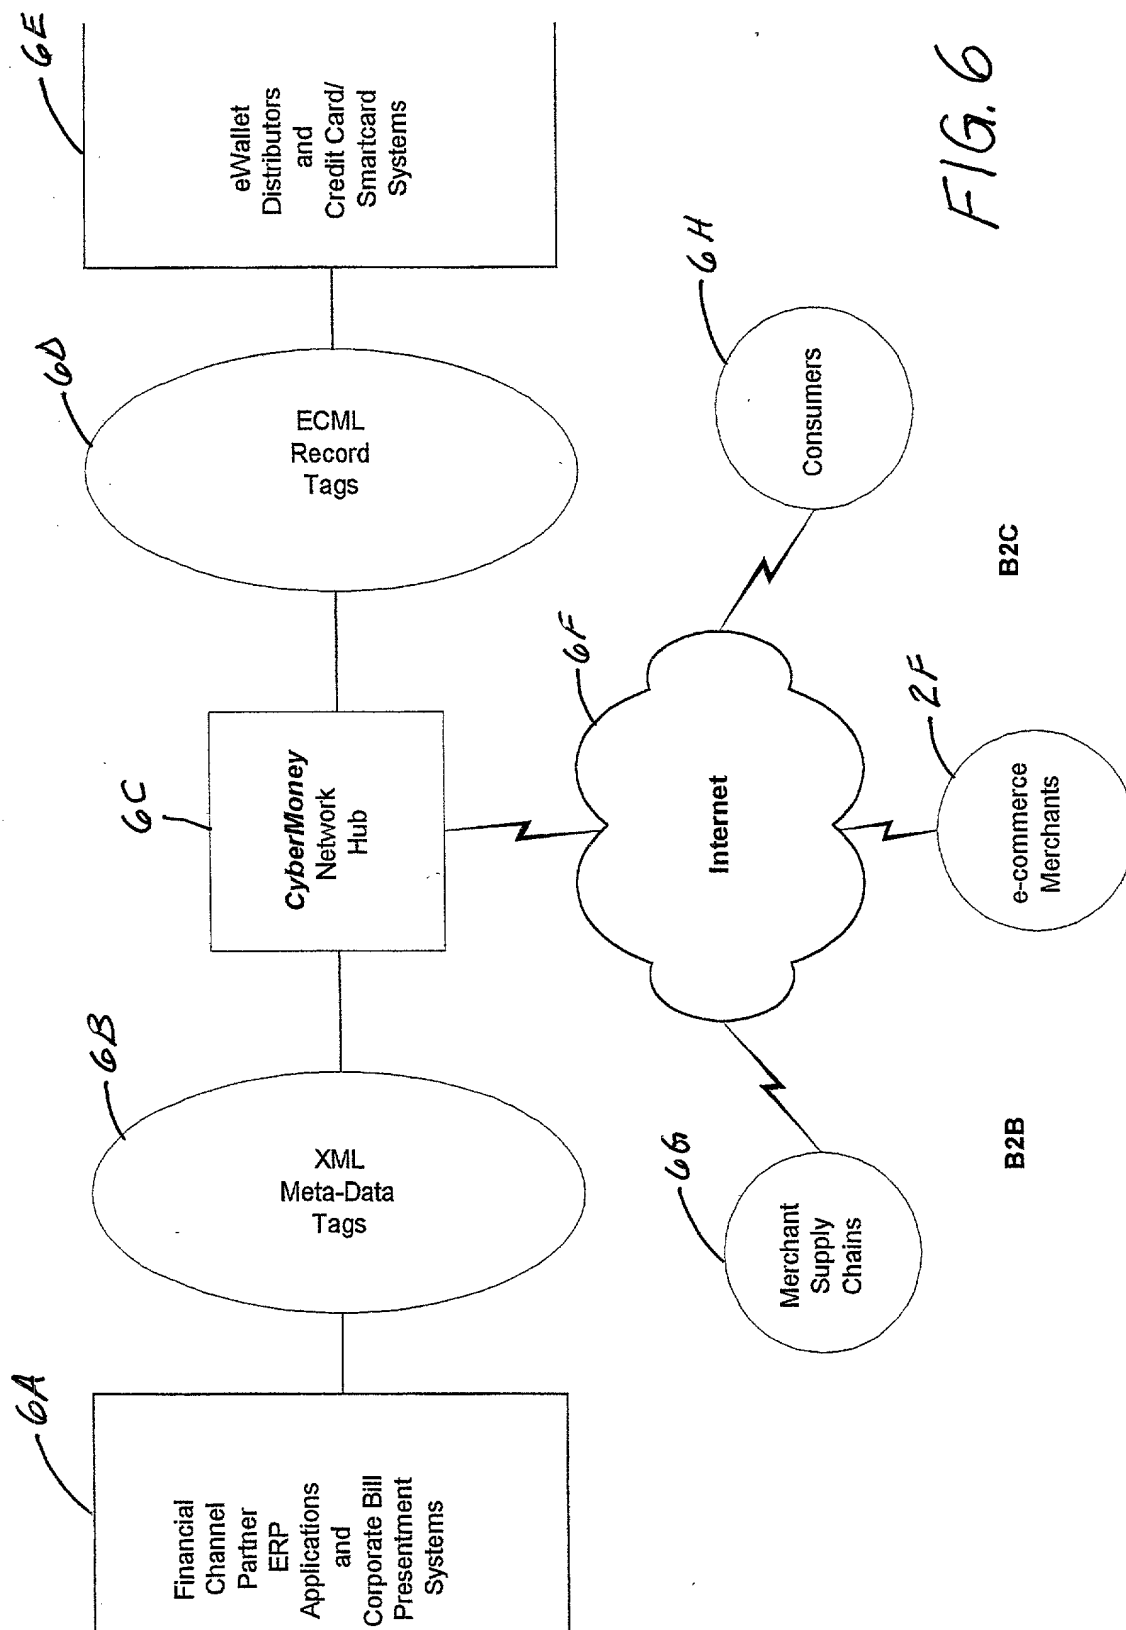 6A
Financial
Channel
Partner
ERP
Applications
and
Corporate Bill
Presentment
Systems
6B
XML
Meta-Data
Tags
6C
CyberMoney
Network
Hub
6D
ECML
Record
Tags
6E
eWallet
Distributors
and
Credit Card/
Smartcard
Systems
6F
Internet
6G
Merchant
Supply
Chains
2F
e-commerce
Merchants
6H
Consumers
B2B
B2C
FIG. 6